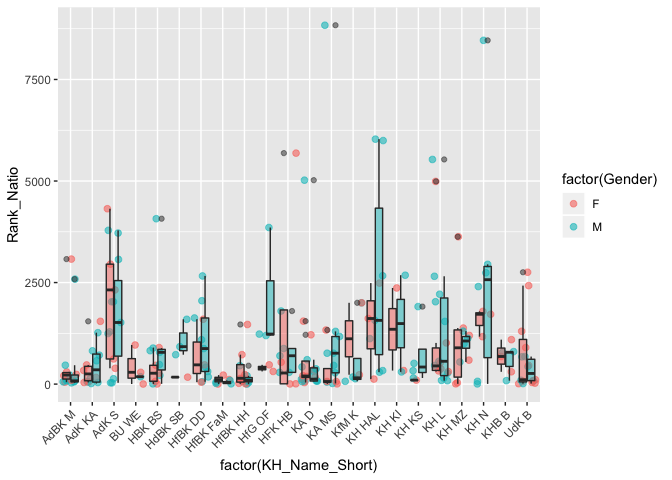 7500
5000
2500
0
Rank_Natio
AdBK M
AdK KA
AdK S
BU WE
HBK BS
HdBK SB
HfBK DD
HfBK FaM
HfBK HH
HfG OF
HFK HB
KA D
KA MS
KfM K
KH HAL
KH KI
KH KS
KH L
KH MZ
KH N
KHB B
UdK B
factor(KH_Name_Short)
factor(Gender)
F
M